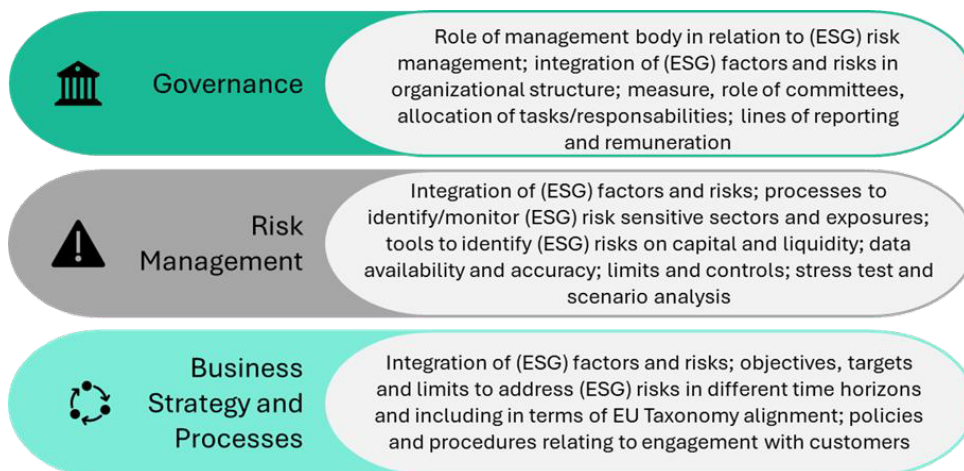 Governance
Role of management body in relation to (ESG) risk
management; integration of (ESG) factors and risks in
organizational structure; measure, role of committees,
allocation of tasks/responsabilities; lines of reporting
and remuneration
Risk
Management
Integration of (ESG) factors and risks; processes to
identify/monitor (ESG) risk sensitive sectors and exposures;
tools to identify (ESG) risks on capital and liquidity; data
availability and accuracy; limits and controls; stress test and
scenario analysis
Business
Strategy and
Processes
Integration of (ESG) factors and risks; objectives, targets
and limits to address (ESG) risks in different time horizons
and including in terms of EU Taxonomy alignment; policies
and procedures relating to engagement with customers